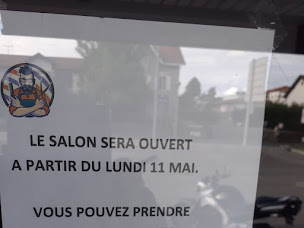 LE SALON SERA OUVERT
A PARTIR DU LUNDI 11 MAI.
VOUS POUVEZ PRENDRE